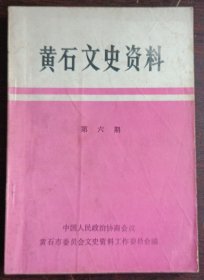 黄石文史资料
第六期
中国人民政治协商会议
黄石市委员会文史资料工作委员会编